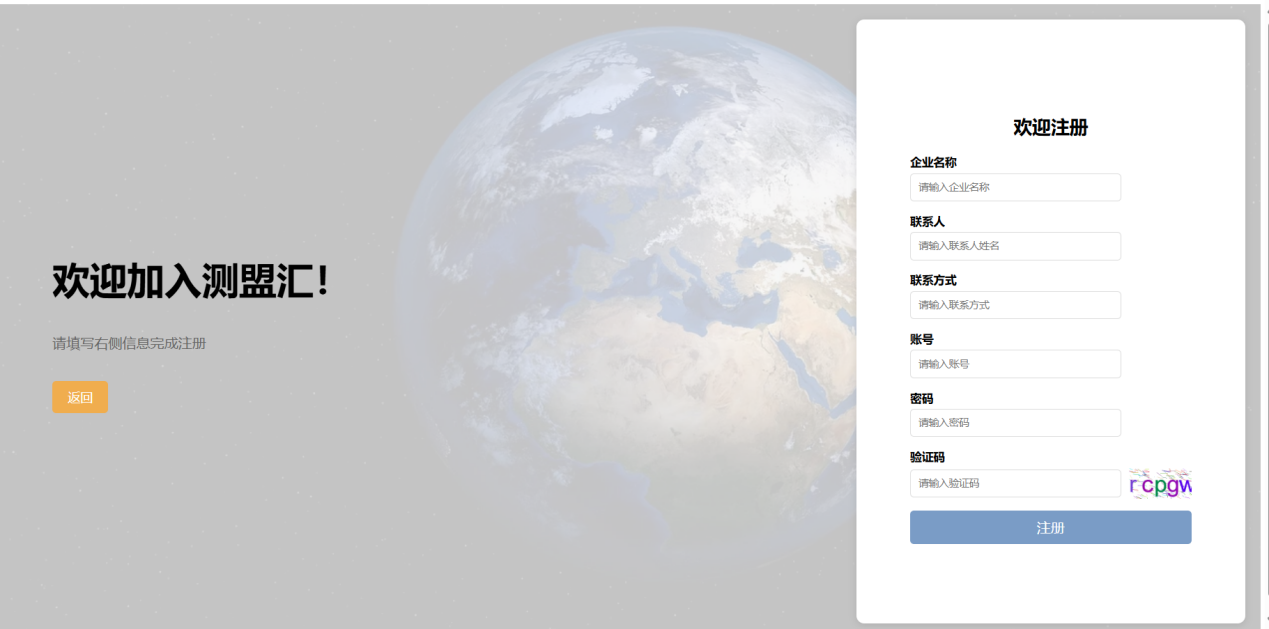 欢迎加入测盟汇！
请填写右侧信息完成注册
返回
欢迎注册
企业名称
请输入企业名称
联系人
请输入联系人姓名
联系方式
请输入联系方式
账号
请输入账号
密码
请输入密码
验证码
请输入验证码
rcpgw
注册